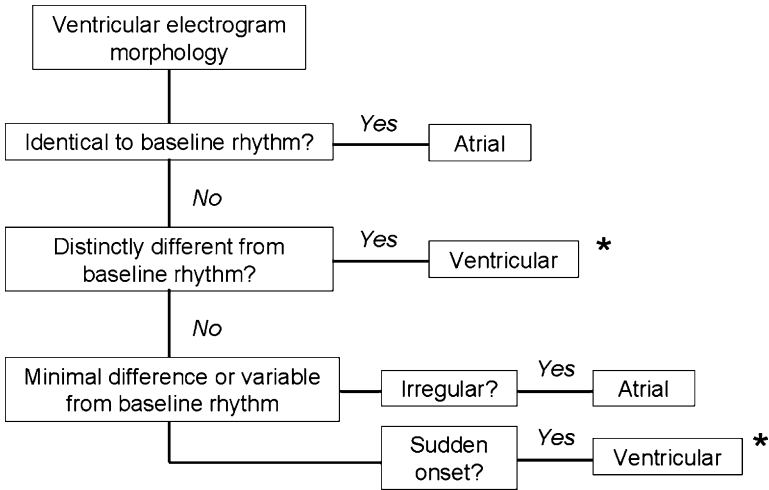 Ventricular electrogram
morphology
Identical to baseline rhythm?
Yes
Atrial
No
Distinctly different from
baseline rhythm?
Yes
Ventricular
*
No
Minimal difference or variable
from baseline rhythm
Irregular?
Yes
Atrial
Sudden
onset?
Yes
Ventricular
*